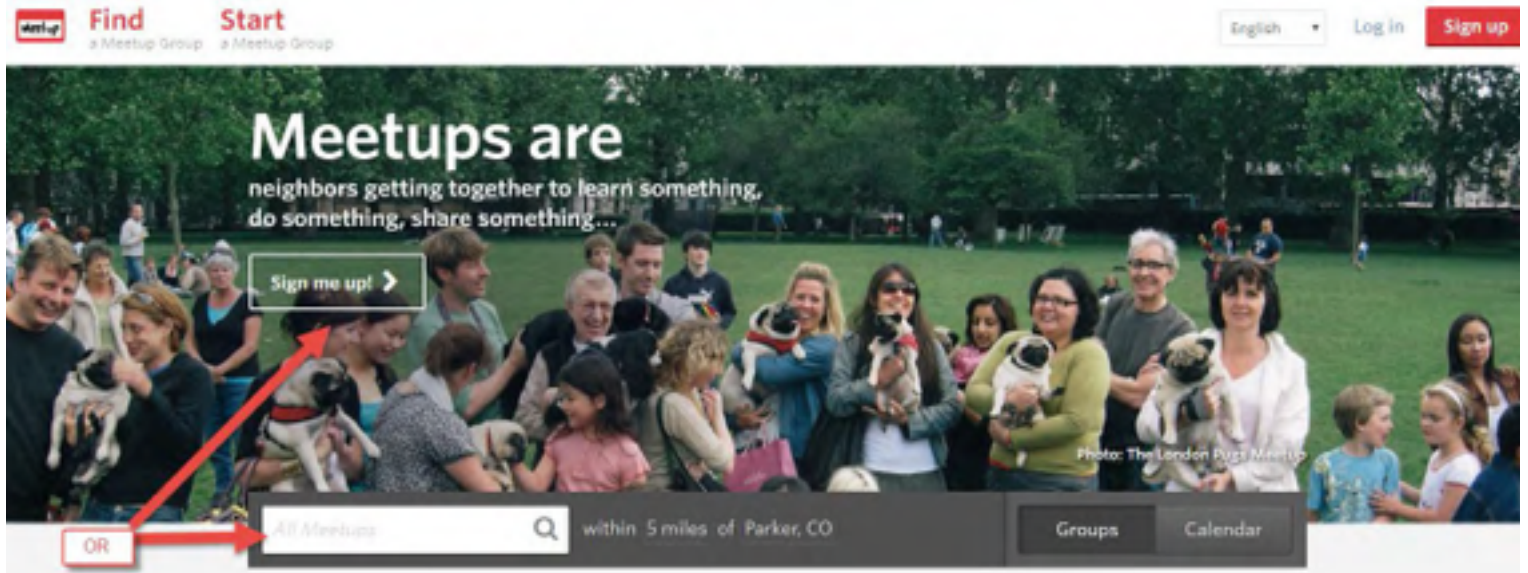 Meetup
Find
a Meetup Group
Start
a Meetup Group
English
Log in
Sign up
Meetups are
neighbors getting together to learn something,
do something, share something...
Sign me up!
Photo: The London Pugs Meetup
OR
All Meetups
within 5 miles of Parker, CO
Groups
Calendar